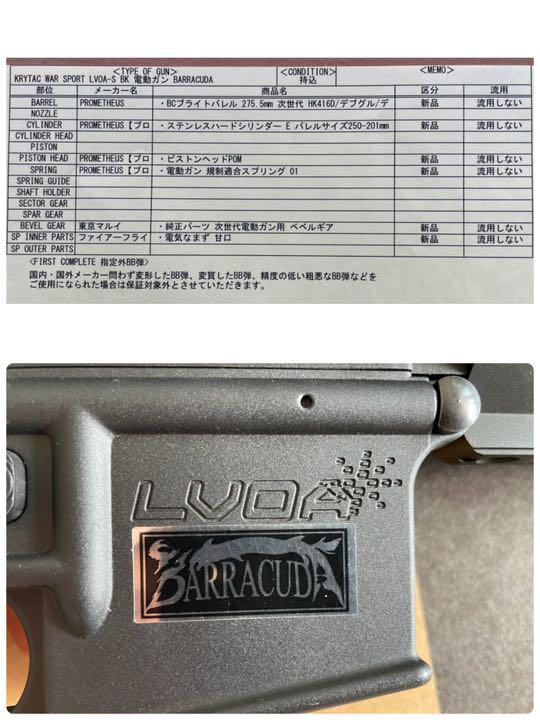 <TYPE OF GUN> <CONDITION> <MEMO>
KRYTAC WAR SPORT LVOA-S BK 電動ガン BARRACUDA 持込
部位 メーカー名 商品名 区分 流用
BARREL PROMETHEUS ・BCブライトバレル 275.5mm 次世代 HK416D/デブグル/デ 新品 流用しない
NOZZLE
CYLINDER PROMETHEUS【プロ ・ステンレスハードシリンダー E バレルサイズ250-201mm 新品 流用しない
CYLINDER HEAD
PISTON
PISTON HEAD PROMETHEUS【プロ ・ピストンヘッドPOM 新品 流用しない
SPRING PROMETHEUS【プロ ・電動ガン 規制適合スプリング 01 新品 流用しない
SPRING GUIDE
SHAFT HOLDER
SECTOR GEAR
SPAR GEAR
BEVEL GEAR 東京マルイ ・純正パーツ 次世代電動ガン用 ベベルギア 新品 流用しない
SP INNER PARTS ファイアーフライ ・電気なまず 甘口 新品 流用しない
SP OUTER PARTS
<FIRST COMPLETE 指定外BB弾>
国内・国外メーカー問わず変形したBB弾、変質した BB弾、精度の低い粗悪なBB弾などを
ご使用になられた場合は保証対象外とさせていただきます。
LVOA
BARRACUDA